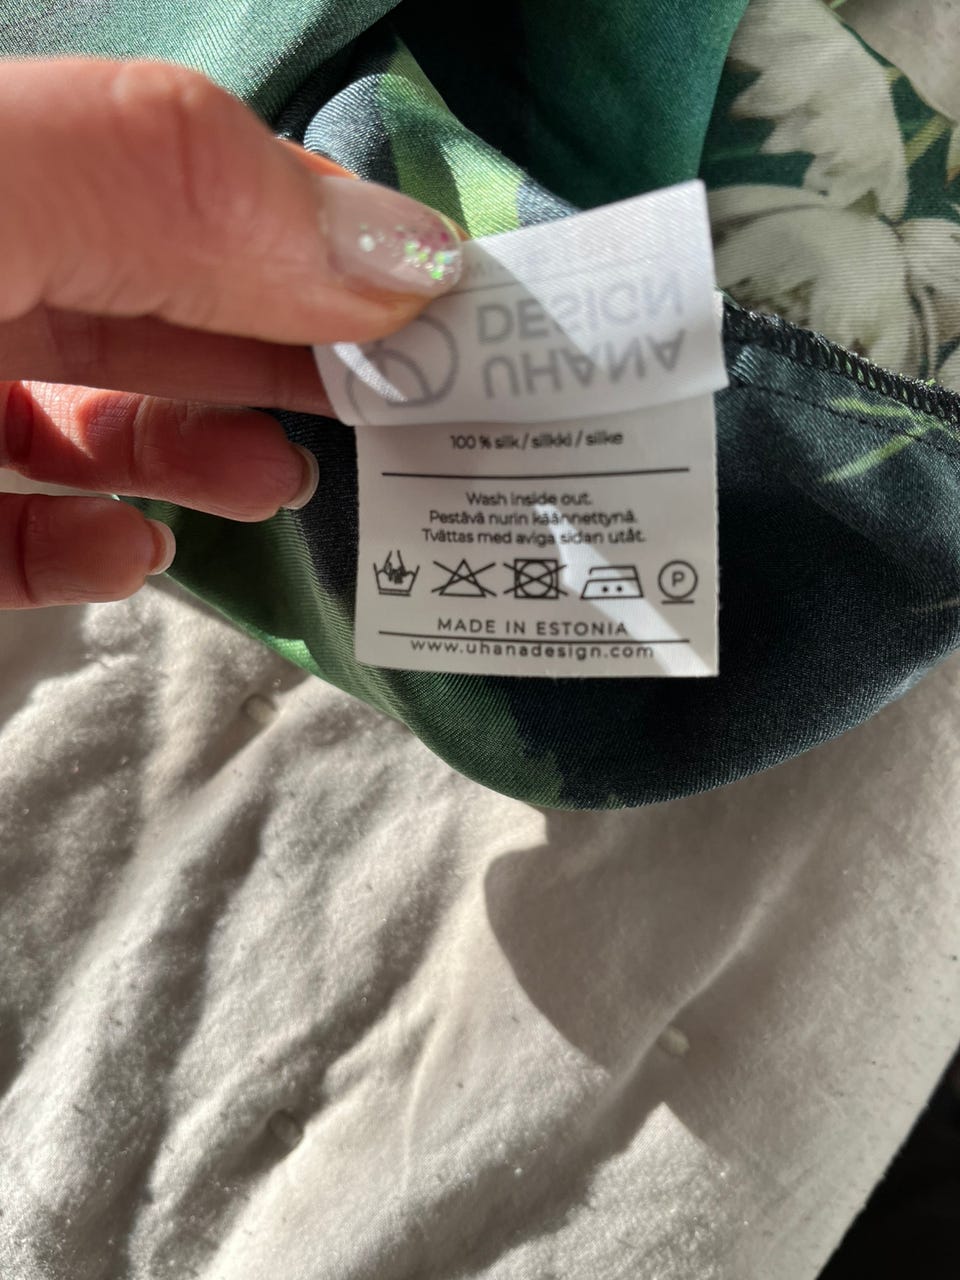 UHANA
DESIGN
100 % silk / silkki / silke
Wash inside out.
Pestävä nurin käännettynä.
Tvättas med aviga sidan utåt.
P
MADE IN ESTONIA
www.uhanadesign.com